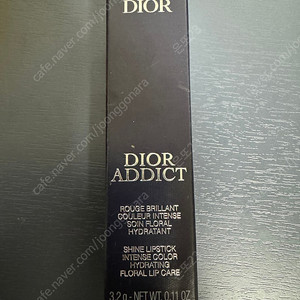 DIOR
cafe.naver.com/joonggonara
DIOR
ADDICT
ROUGE BRILLANT
COULEUR INTENSE
SOIN FLORAL
HYDRATANT
SHINE LIPSTICK
INTENSE COLOR
HYDRATING
FLORAL LIP CARE
3.2 g - NET WT 0.11 OZ